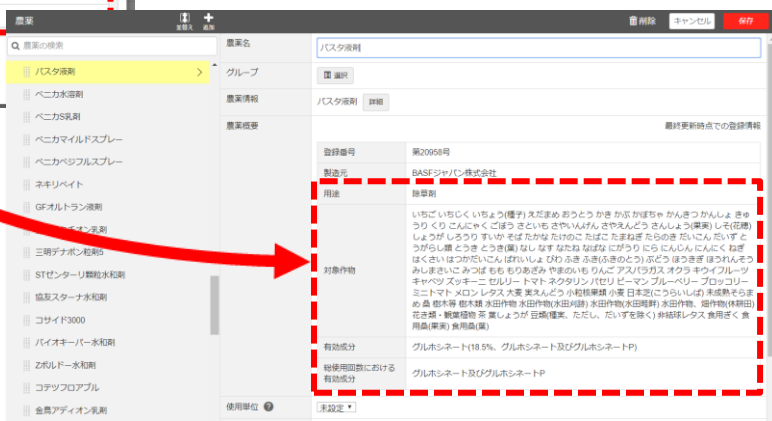 農薬
並替え 追加
削除 キャンセル 保存
農薬の検索
バスタ液剤
ベニカ水溶剤
ベニカS乳剤
ベニカマイルドスプレー
ベニカベジフルスプレー
ネキリベイト
GFオルトラン液剤
チオン乳剤
三明デナポン粒剤5
STゼンターリ顆粒水和剤
協友スターナ水和剤
コサイド3000
バイオキーパー水和剤
Zボルドー水和剤
コテツフロアブル
金鳥アディオン乳剤
農薬名 バスタ液剤
グループ 選択
農薬情報 バスタ液剤 詳細
農薬概要
最終更新時点での登録情報
登録番号 第20958号
製造元 BASFジャパン株式会社
用途 除草剤
対象作物
いちご いちじく いちょう(種子) えだまめ おうとう かき かぶ かぼちゃ かんきつ かんしょ きゅ
うり くり こんにゃく ごぼう さといも さやいんげん さやえんどう さんしょう(果実) しそ(花穂)
しょうが しろうり すいか そば たかな たけのこ たばこ たまねぎ たらのき だいこん だいず と
うがらし類 とうき とうき(葉) なし なす なたね なばな にがうり にら にんじん にんにく ねぎ
はくさい はつかだいこん ばれいしょ びわ ふき ふき(ふきのとう) ぶどう ほうきぎ ほうれんそう
みしまさいこ みつば もも もりあざみ やまのいも りんご アスパラガス オクラ キウイフルーツ
キャベツ ズッキーニ セルリー トマト ネクタリン パセリ ピーマン ブルーベリー ブロッコリー
ミニトマト メロン レタス 大麦 実えんどう 小粒核果類 小麦 日本芝(こうらいしば) 未成熟そらま
め 桑 樹木等 樹木類 水田作物 水田作物(水田刈跡) 水田作物(水田畦畔) 水田作物、畑作物(休耕田)
花き類・観葉植物 茶 葉しょうが 豆類(種実、ただし、だいずを除く) 非結球レタス 食用ぎく 食
用桑(果実) 食用桑(葉)
有効成分 グルホシネート(18.5%、グルホシネート及びグルホシネートP)
総使用回数における
有効成分
グルホシネート及びグルホシネートP
使用単位 ? 未設定